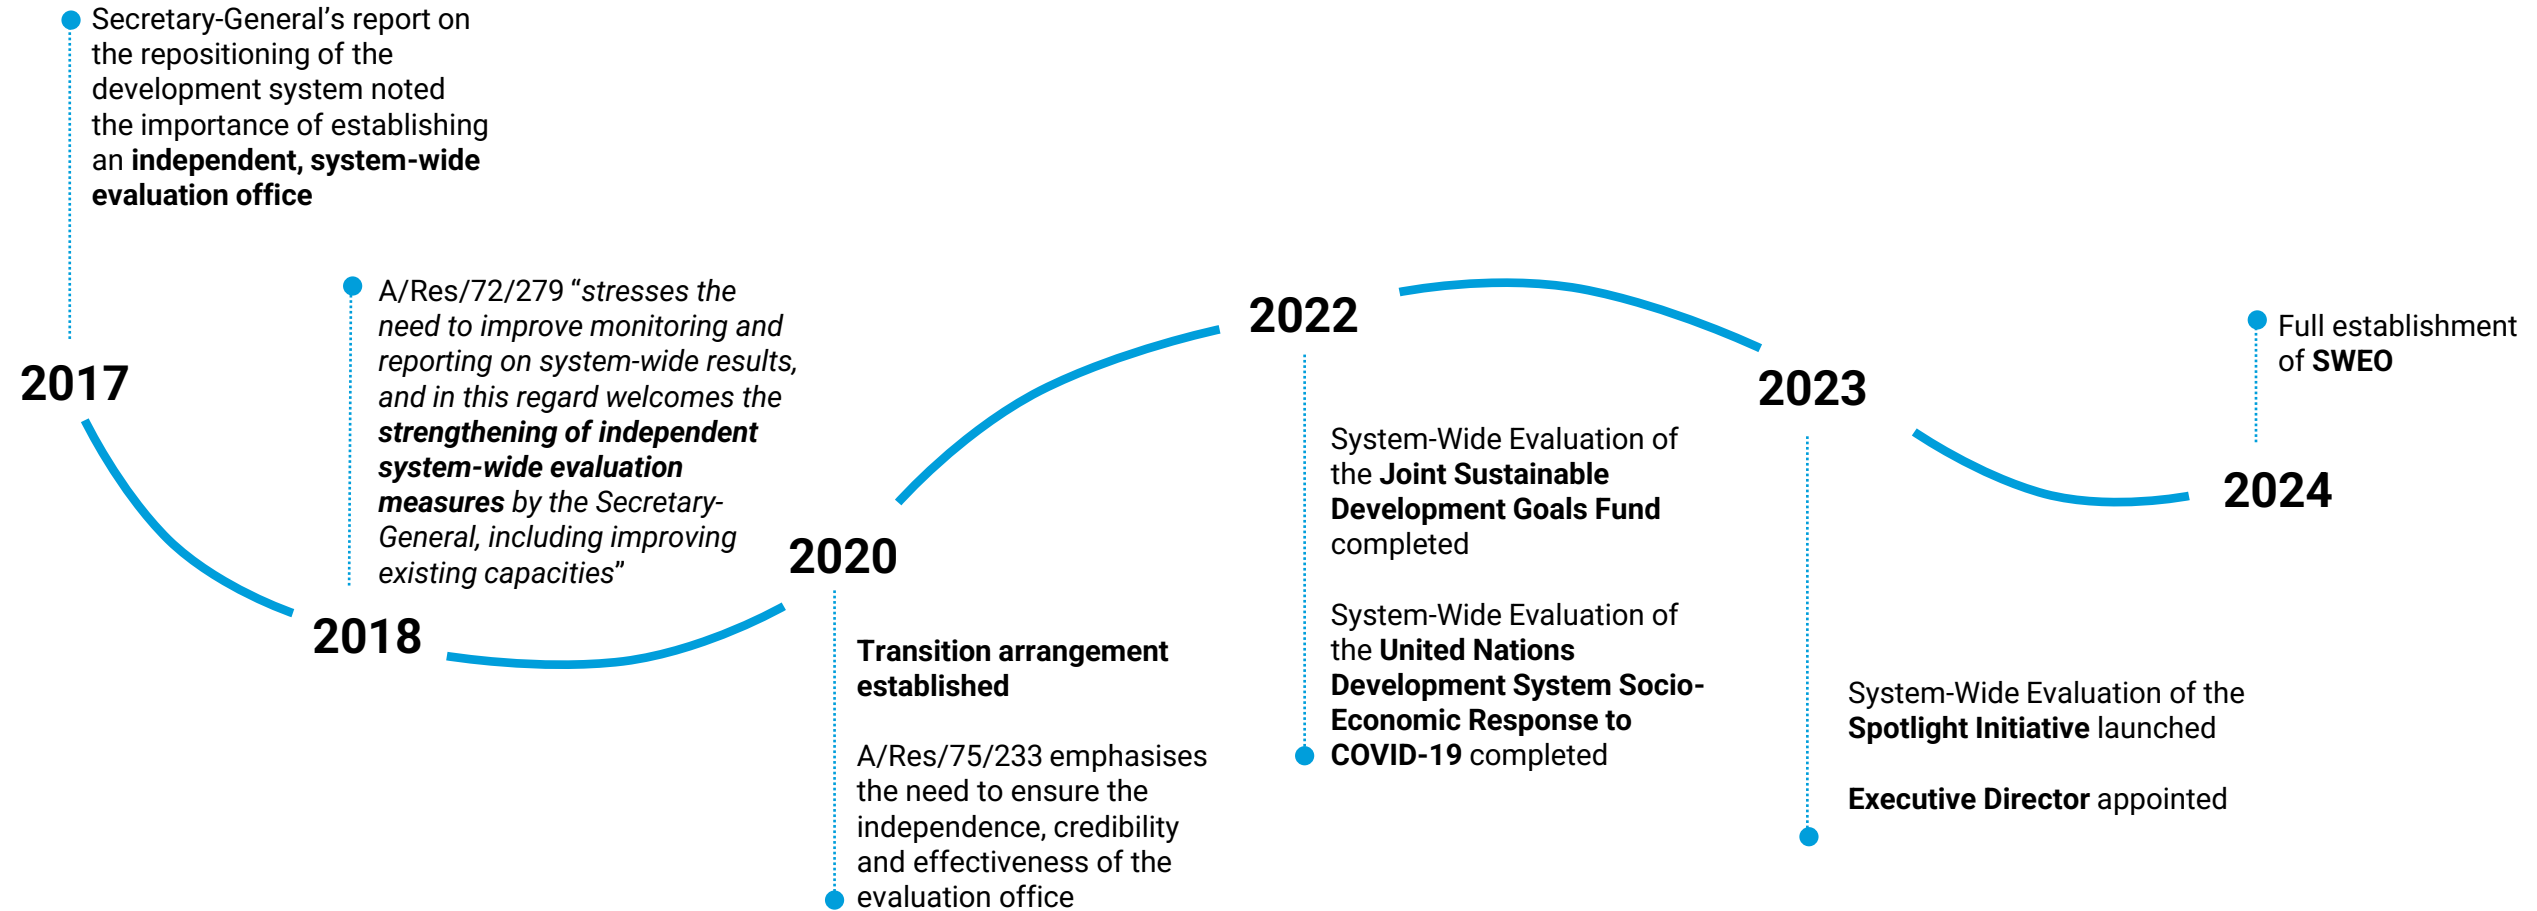 Secretary-General’s report on
the repositioning of the
development system noted
the importance of establishing
an independent, system-wide
evaluation office
2017
A/Res/72/279 “stresses the
need to improve monitoring and
reporting on system-wide results,
and in this regard welcomes the
strengthening of independent
system-wide evaluation
measures by the Secretary-
General, including improving
existing capacities”
2018
2020
Transition arrangement
established
A/Res/75/233 emphasises
the need to ensure the
independence, credibility
and effectiveness of the
evaluation office
2022
System-Wide Evaluation of
the Joint Sustainable
Development Goals Fund
completed
System-Wide Evaluation of
the United Nations
Development System Socio-
Economic Response to
COVID-19 completed
2023
System-Wide Evaluation of the
Spotlight Initiative launched
Executive Director appointed
Full establishment
of SWEO
2024